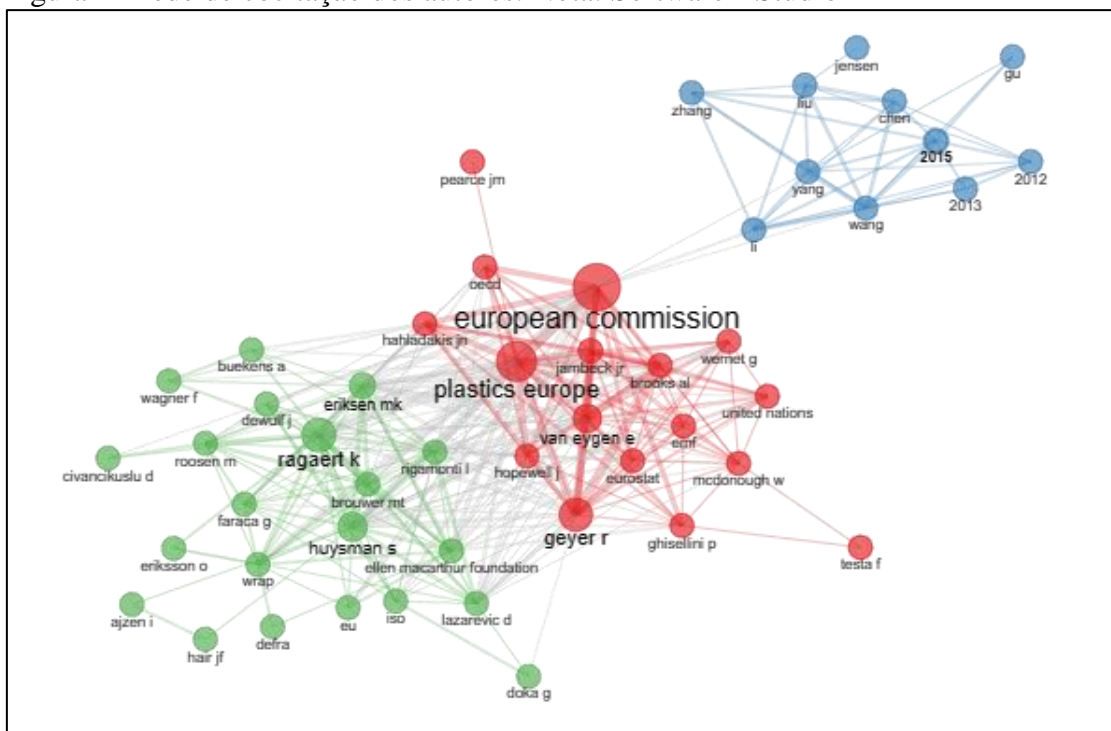 jensen
gu
zhang
liu
chen
2015
pearce jm
yang
2012
2013
wang
li
oecd
european commission
hahladakis jn
jambeck jr
wernet g
buekens a
brooks al
plastics europe
wagner f
eriksen mk
united nations
dewulf j
van eygen e
emf
ragaert k
roosen m
rigamonti l
hopewell j
eurostat
mcdonough w
civancikuslu d
brouwer mt
faraca g
geyer r
huysman s
ghisellini p
eriksson o
ellen macarthur foundation
testa f
wrap
ajzen i
eu
iso
lazarevic d
defra
hair jf
doka g